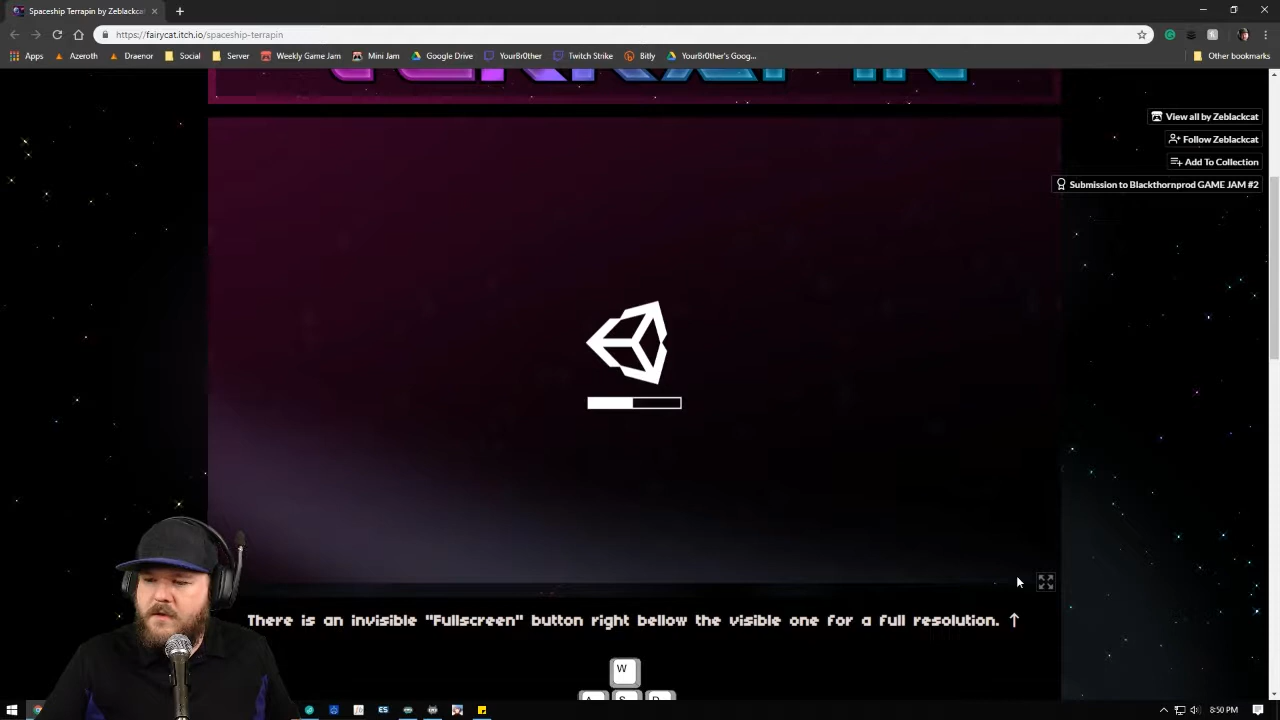 Spaceship Terrapin by Zeblackcat
https://fairycat.itch.io/spaceship-terrapin
Apps Azeroth Draenor Social Server Weekly Game Jam Mini Jam Google Drive YourBr0ther Twitch Strike Bitly YourBr0ther's Goog... Other bookmarks
View all by Zeblackcat
Follow Zeblackcat
Add To Collection
Submission to Blackthornprod GAME JAM #2
There is an invisible "Fullscreen" button right bellow the visible one for a full resolution. ↑
W
A S D
ES
8:50 PM